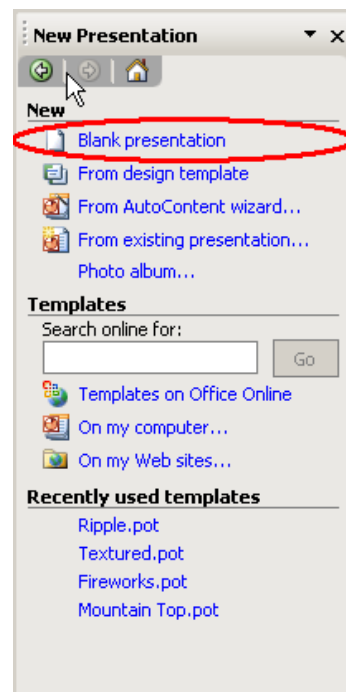 New Presentation
New
Blank presentation
From design template
From AutoContent wizard...
From existing presentation...
Photo album...
Templates
Search online for:
Go
Templates on Office Online
On my computer...
On my Web sites...
Recently used templates
Ripple.pot
Textured.pot
Fireworks.pot
Mountain Top.pot